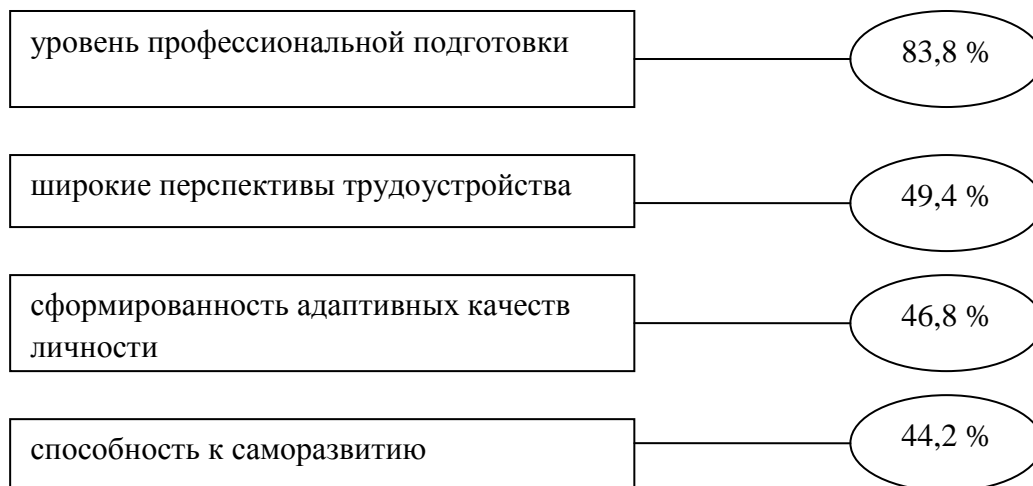 уровень профессиональной подготовки
83,8 %
широкие перспективы трудоустройства
49,4 %
сформированность адаптивных качеств
личности
46,8 %
способность к саморазвитию
44,2 %